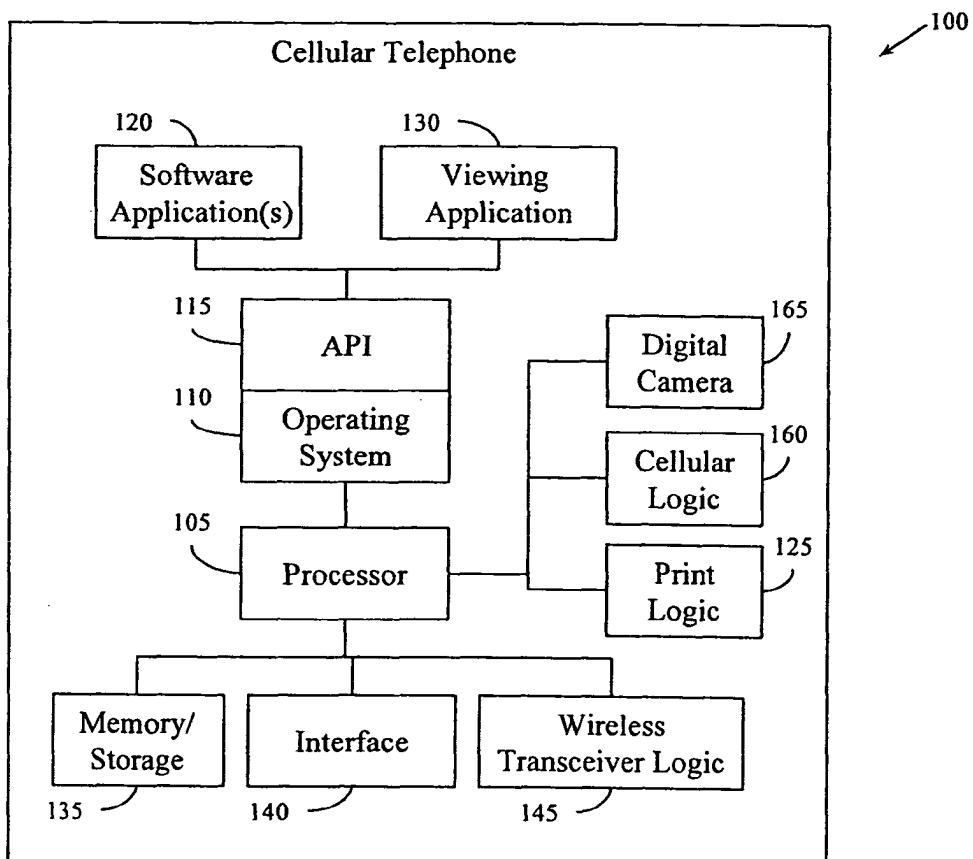 100
Cellular Telephone
120
130
Software
Application(s)
Viewing
Application
115
API
165
Digital
Camera
110
Operating
System
160
Cellular
Logic
105
Processor
125
Print
Logic
Memory/
Storage
Interface
Wireless
Transceiver Logic
135
140
145